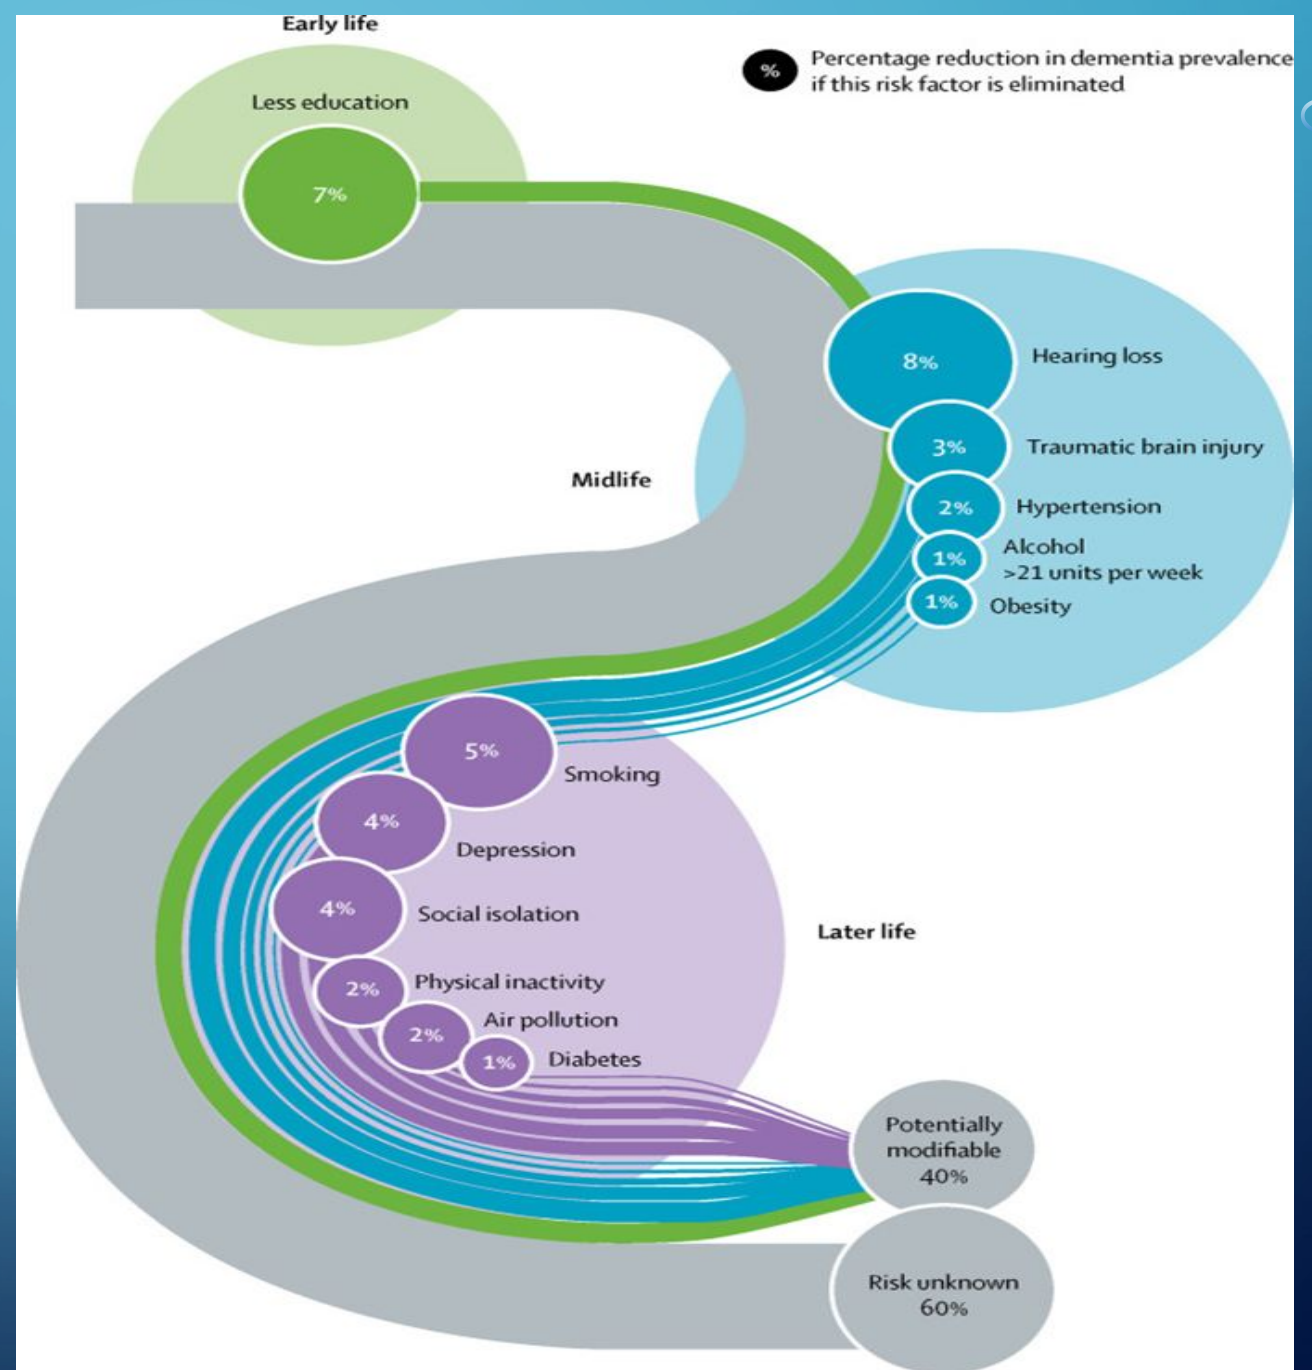 Early life
Percentage reduction in dementia prevalence
%
if this risk factor is eliminated
Less education
7%
8%
Hearing loss
3%
Traumatic brain injury
Midlife
2%
Hypertension
1%
Alcohol
>21 units per week
1%
Obesity
5%
Smoking
4%
Depression
4%
Social isolation
Later life
2%
Physical inactivity
2%
Air pollution
1%
Diabetes
Potentially
modifiable
40%
Risk unknown
60%